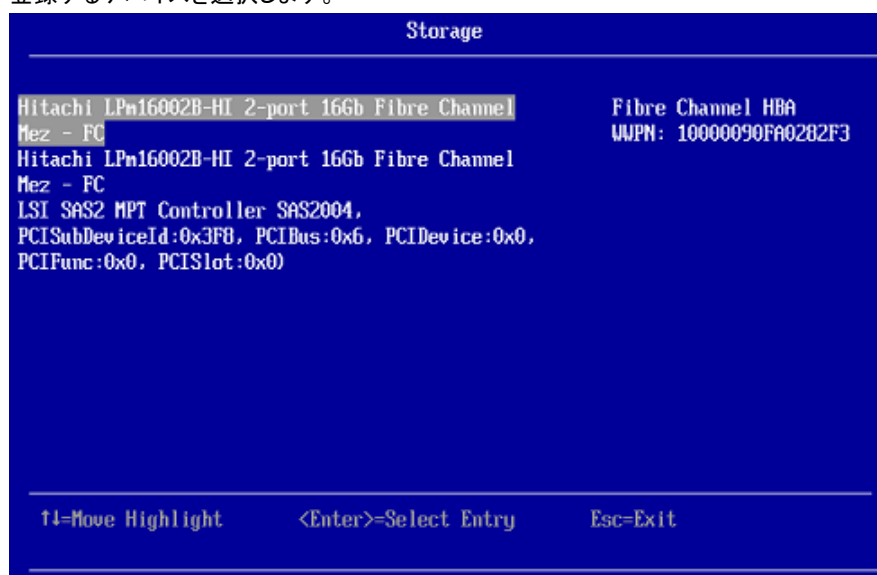 登録するデバイスを選択します。
Storage
Hitachi LPm16002B-HI 2-port 16Gb Fibre Channel
Mez - FC
Fibre Channel HBA
WWPN: 10000090FA0282F3
Hitachi LPm16002B-HI 2-port 16Gb Fibre Channel
Mez - FC
LSI SAS2 MPT Controller SAS2004,
PCISubDeviceId:0x3F8, PCIBus:0x6, PCIDevice:0x0,
PCIFunc:0x0, PCISlot:0x0)
↑↓=Move Highlight <Enter>=Select Entry Esc=Exit